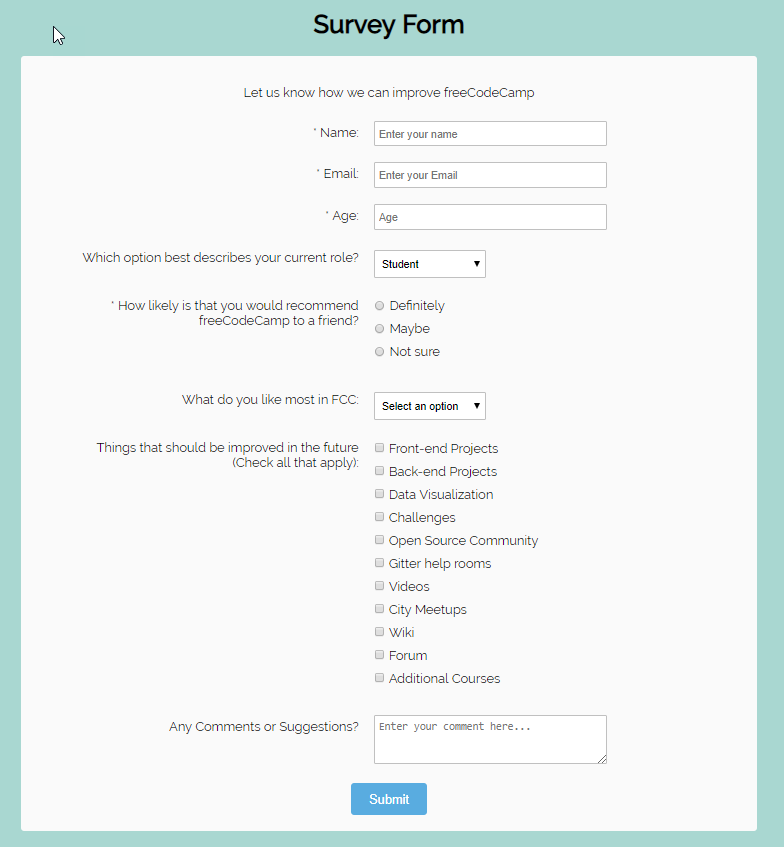 Survey Form
Let us know how we can improve freeCodeCamp
* Name: Enter your name
* Email: Enter your Email
* Age: Age
Which option best describes your current role? Student
* How likely is that you would recommend
freeCodeCamp to a friend?
Definitely
Maybe
Not sure
What do you like most in FCC: Select an option
Things that should be improved in the future
(Check all that apply):
Front-end Projects
Back-end Projects
Data Visualization
Challenges
Open Source Community
Gitter help rooms
Videos
City Meetups
Wiki
Forum
Additional Courses
Any Comments or Suggestions? Enter your comment here...
Submit